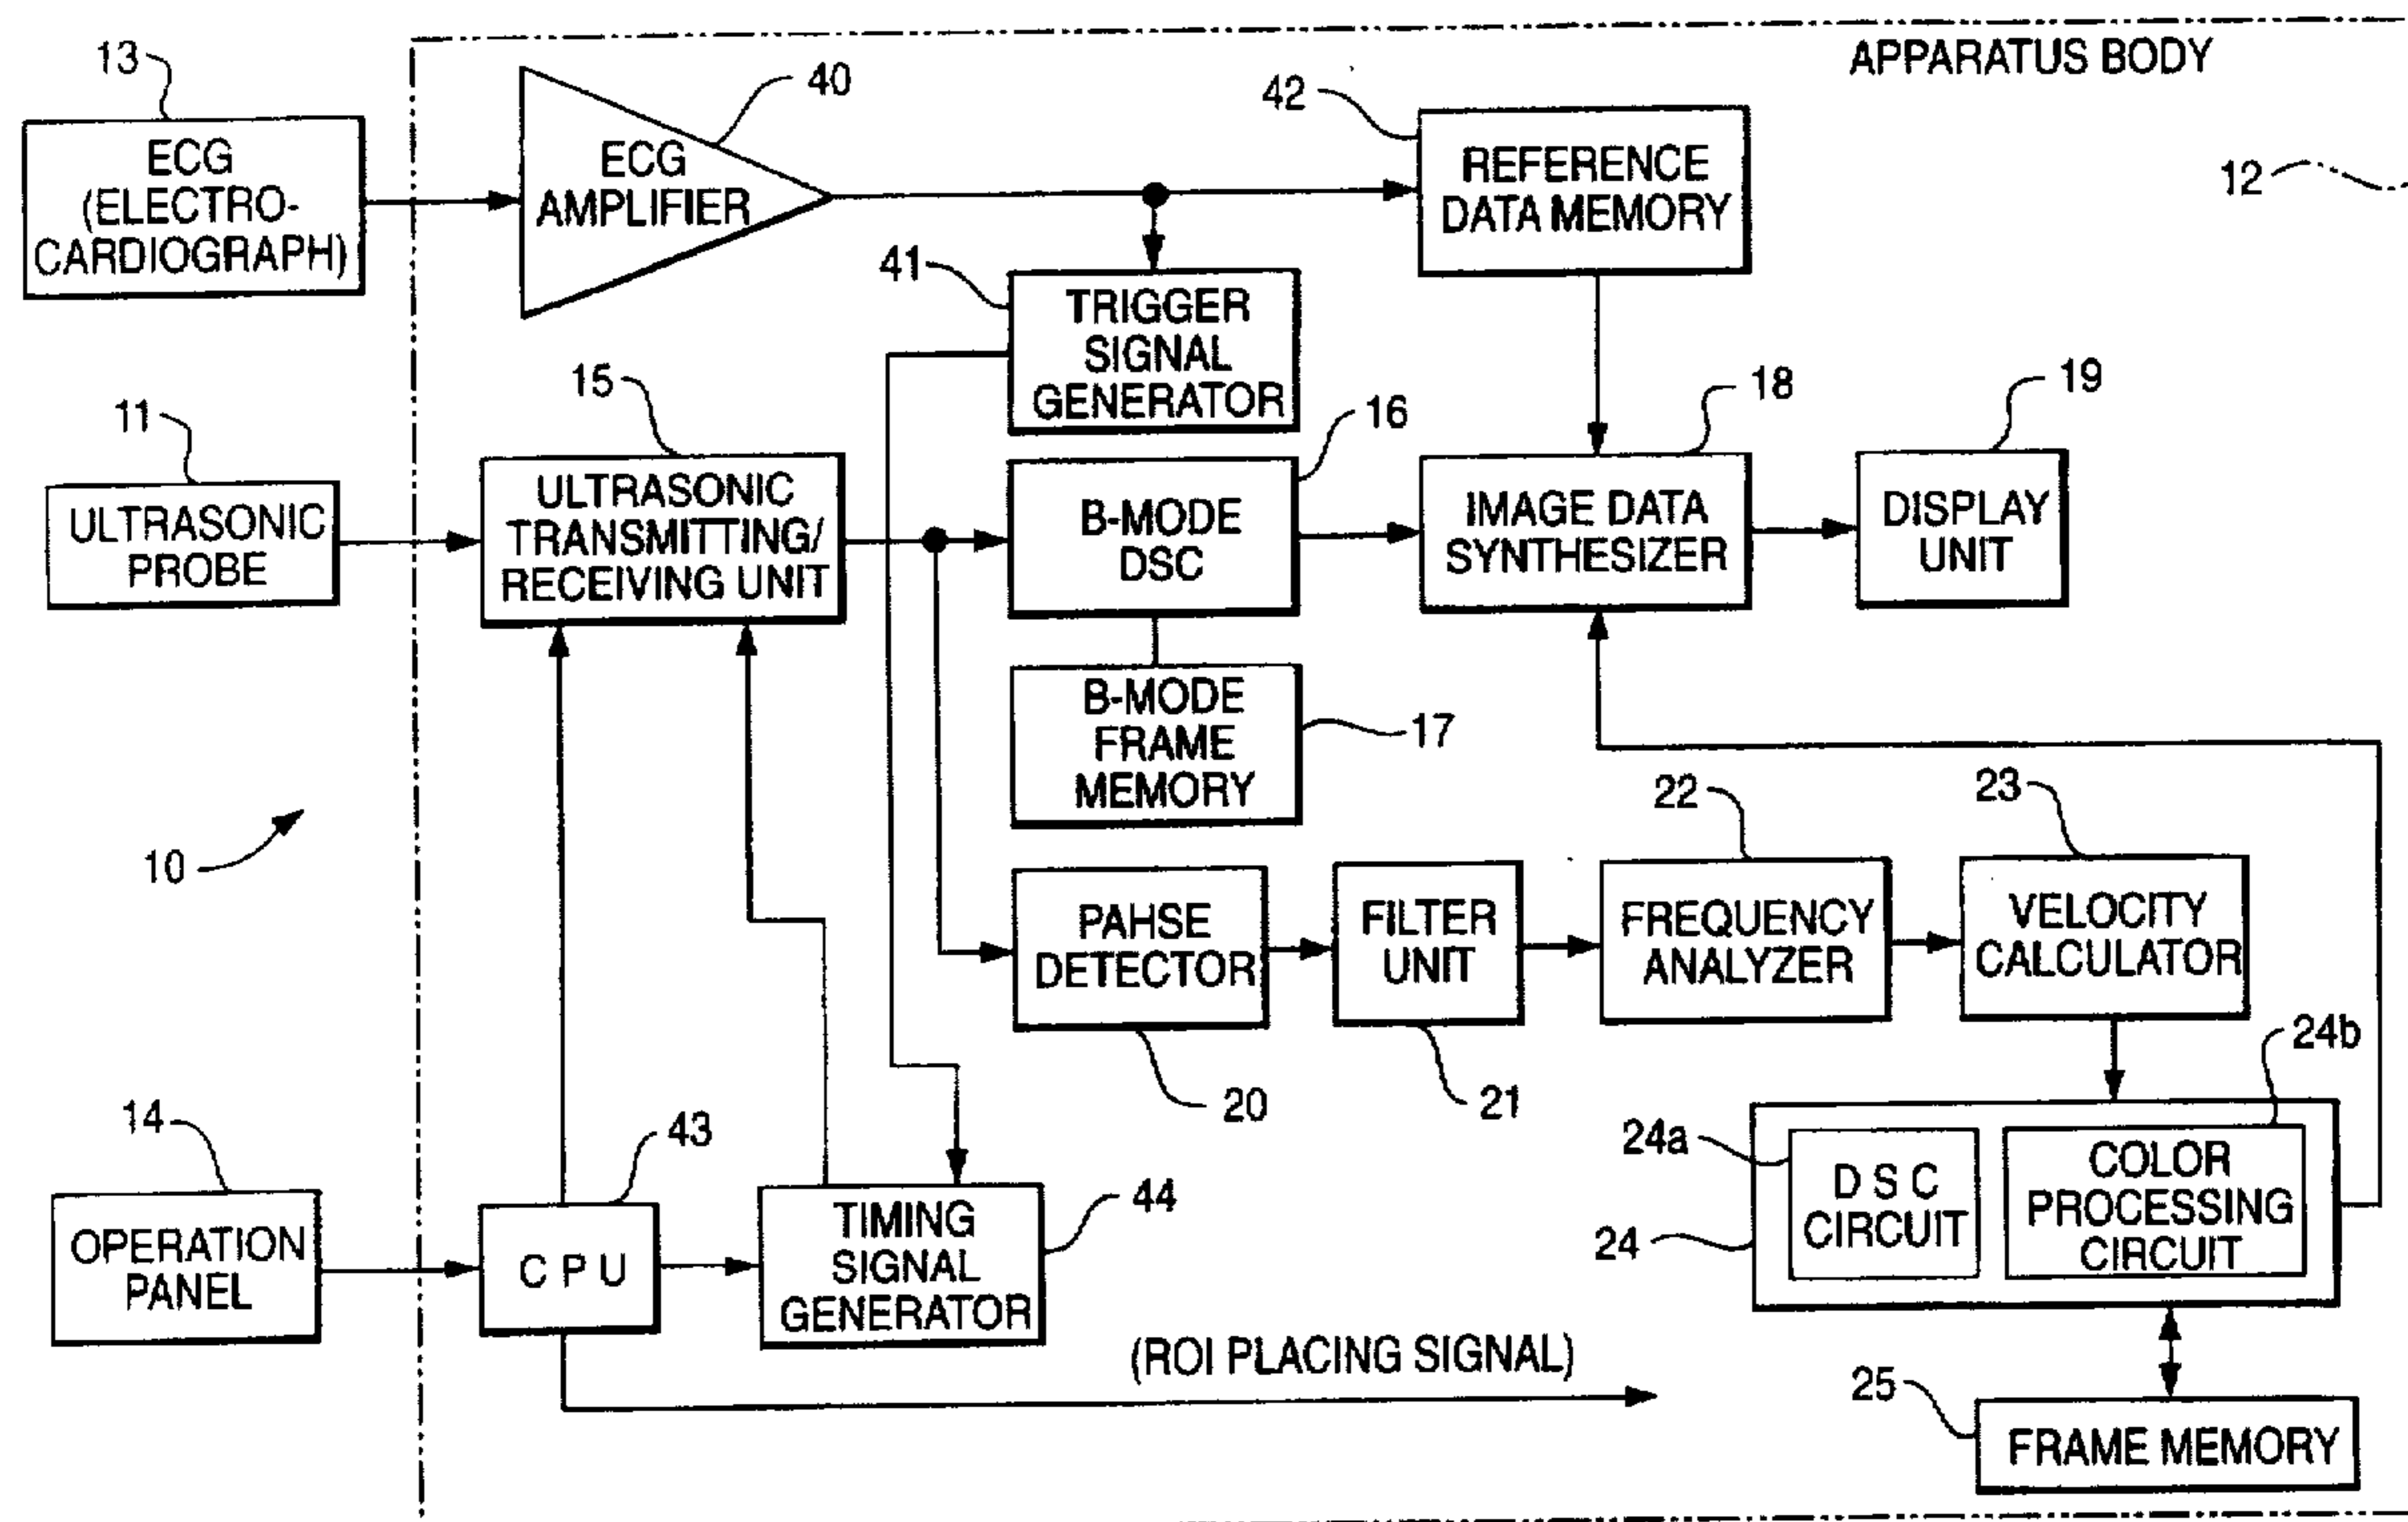 APPARATUS BODY
12
13
ECG
(ELECTRO-
CARDIOGRAPH)
40
ECG
AMPLIFIER
42
REFERENCE
DATA MEMORY
41
TRIGGER
SIGNAL
GENERATOR
11
ULTRASONIC
PROBE
15
ULTRASONIC
TRANSMITTING/
RECEIVING UNIT
16
B-MODE
DSC
18
IMAGE DATA
SYNTHESIZER
19
DISPLAY
UNIT
B-MODE
FRAME
MEMORY
17
10
PAHSE
DETECTOR
20
FILTER
UNIT
21
22
FREQUENCY
ANALYZER
23
VELOCITY
CALCULATOR
14
OPERATION
PANEL
43
C P U
44
TIMING
SIGNAL
GENERATOR
24b
24a
24
D S C
CIRCUIT
COLOR
PROCESSING
CIRCUIT
(ROI PLACING SIGNAL)
25
FRAME MEMORY